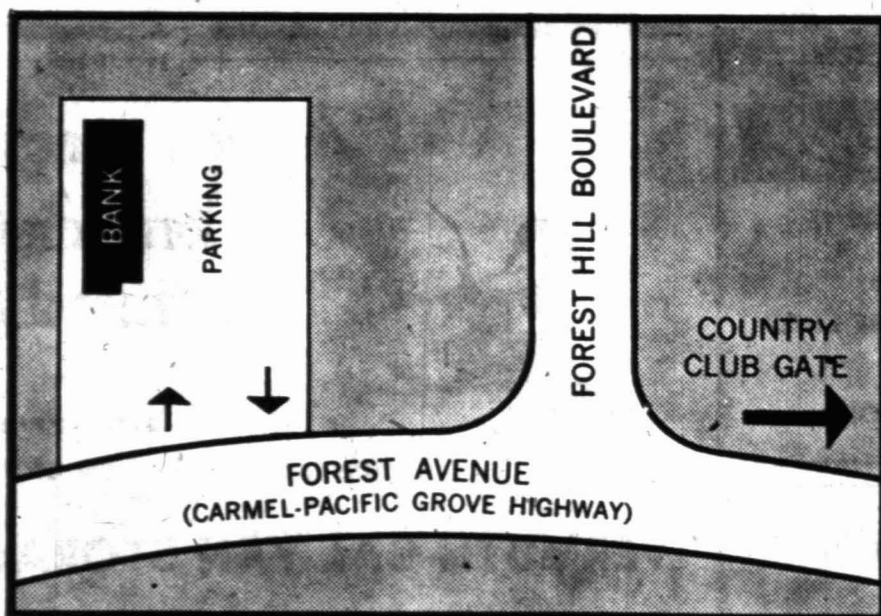 BANK
PARKING
FOREST HILL BOULEVARD
COUNTRY
CLUB GATE
FOREST AVENUE
(CARMEL-PACIFIC GROVE HIGHWAY)